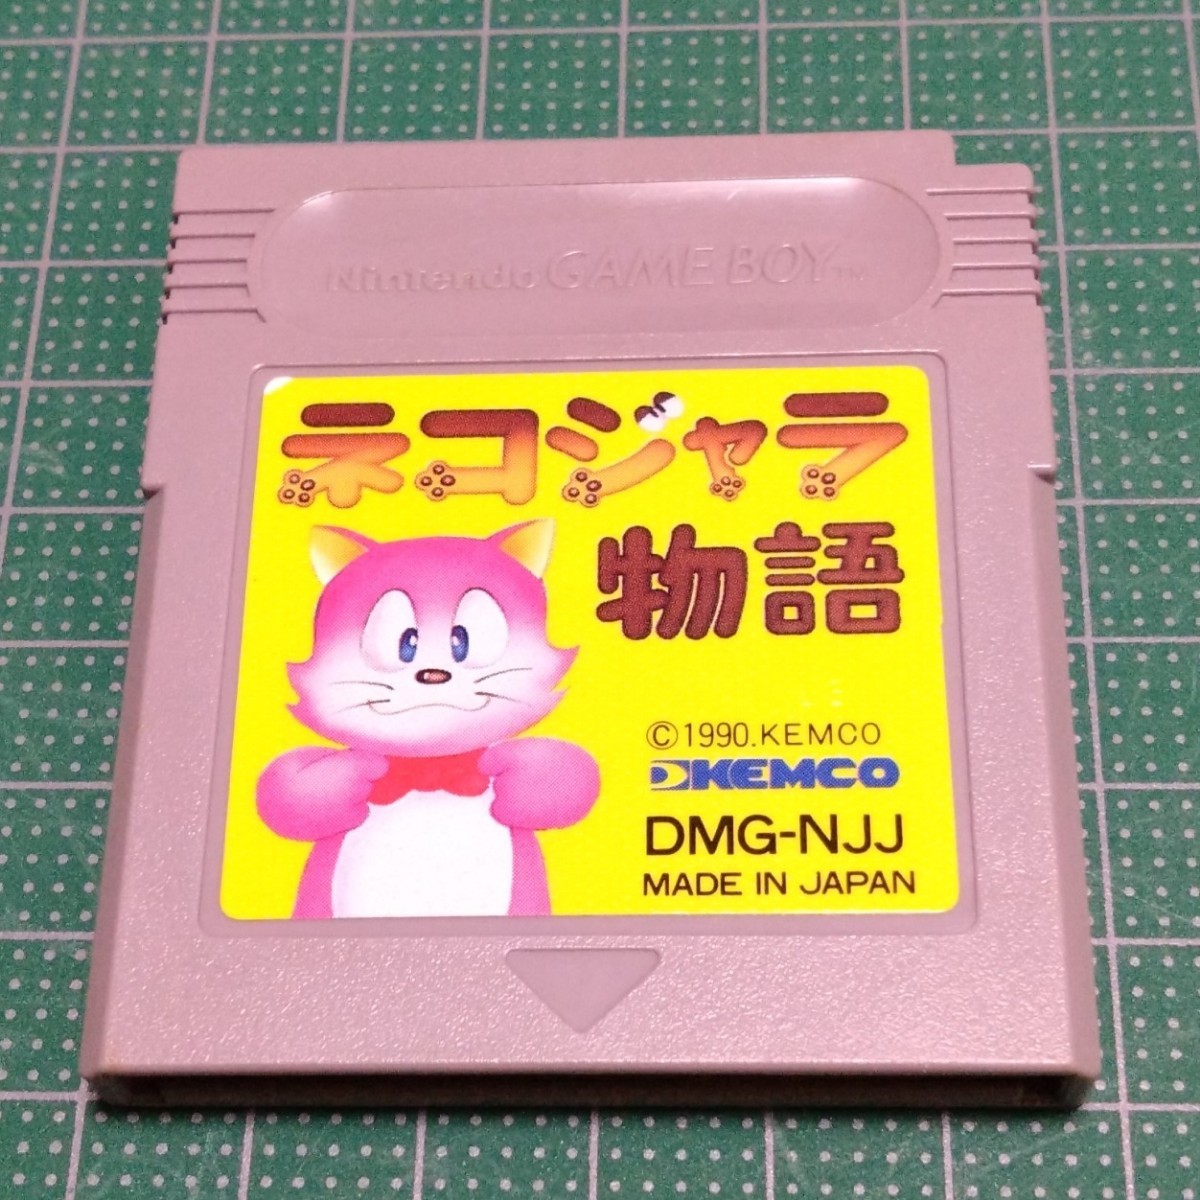 Nintendo GAME BOY™
ネコジャラ
物語
©1990.KEMCO
KEMCO
DMG-NJJ
MADE IN JAPAN